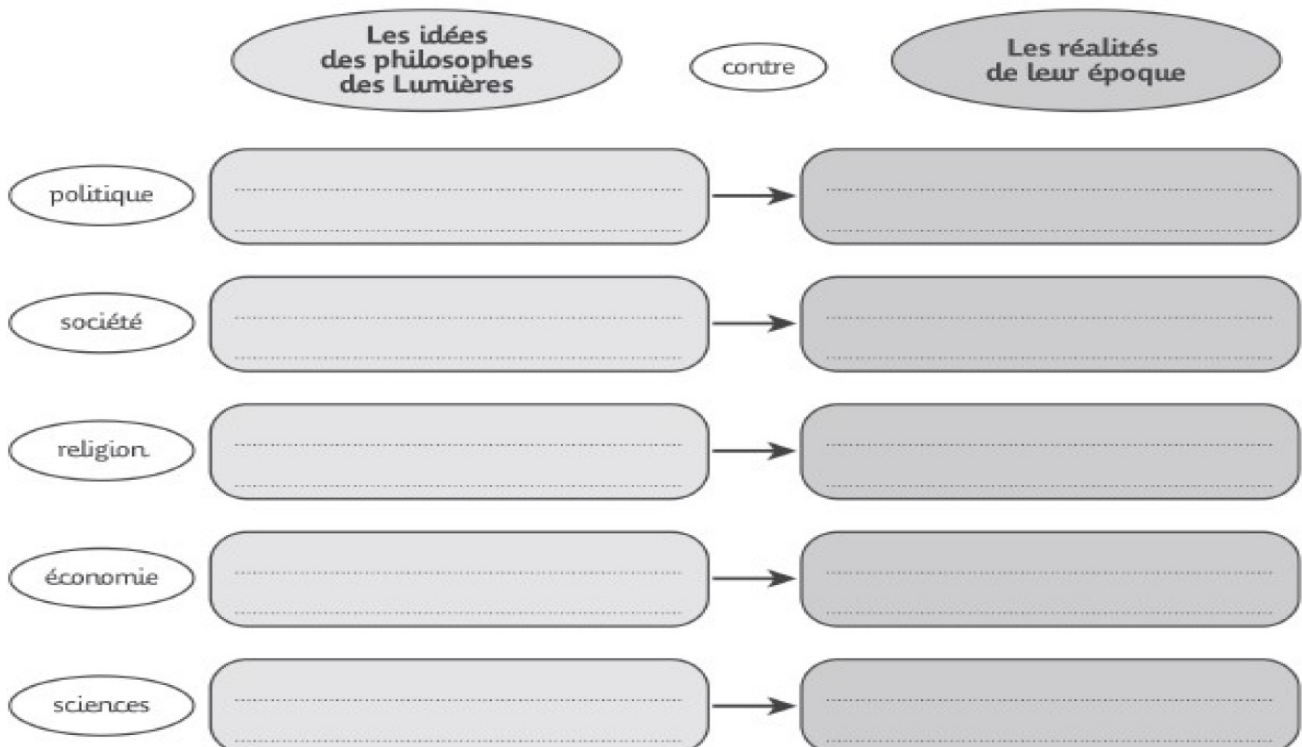 Les idées
des philosophes
des Lumières
contre
Les réalités
de leur époque
politique
société
religion
économie
sciences